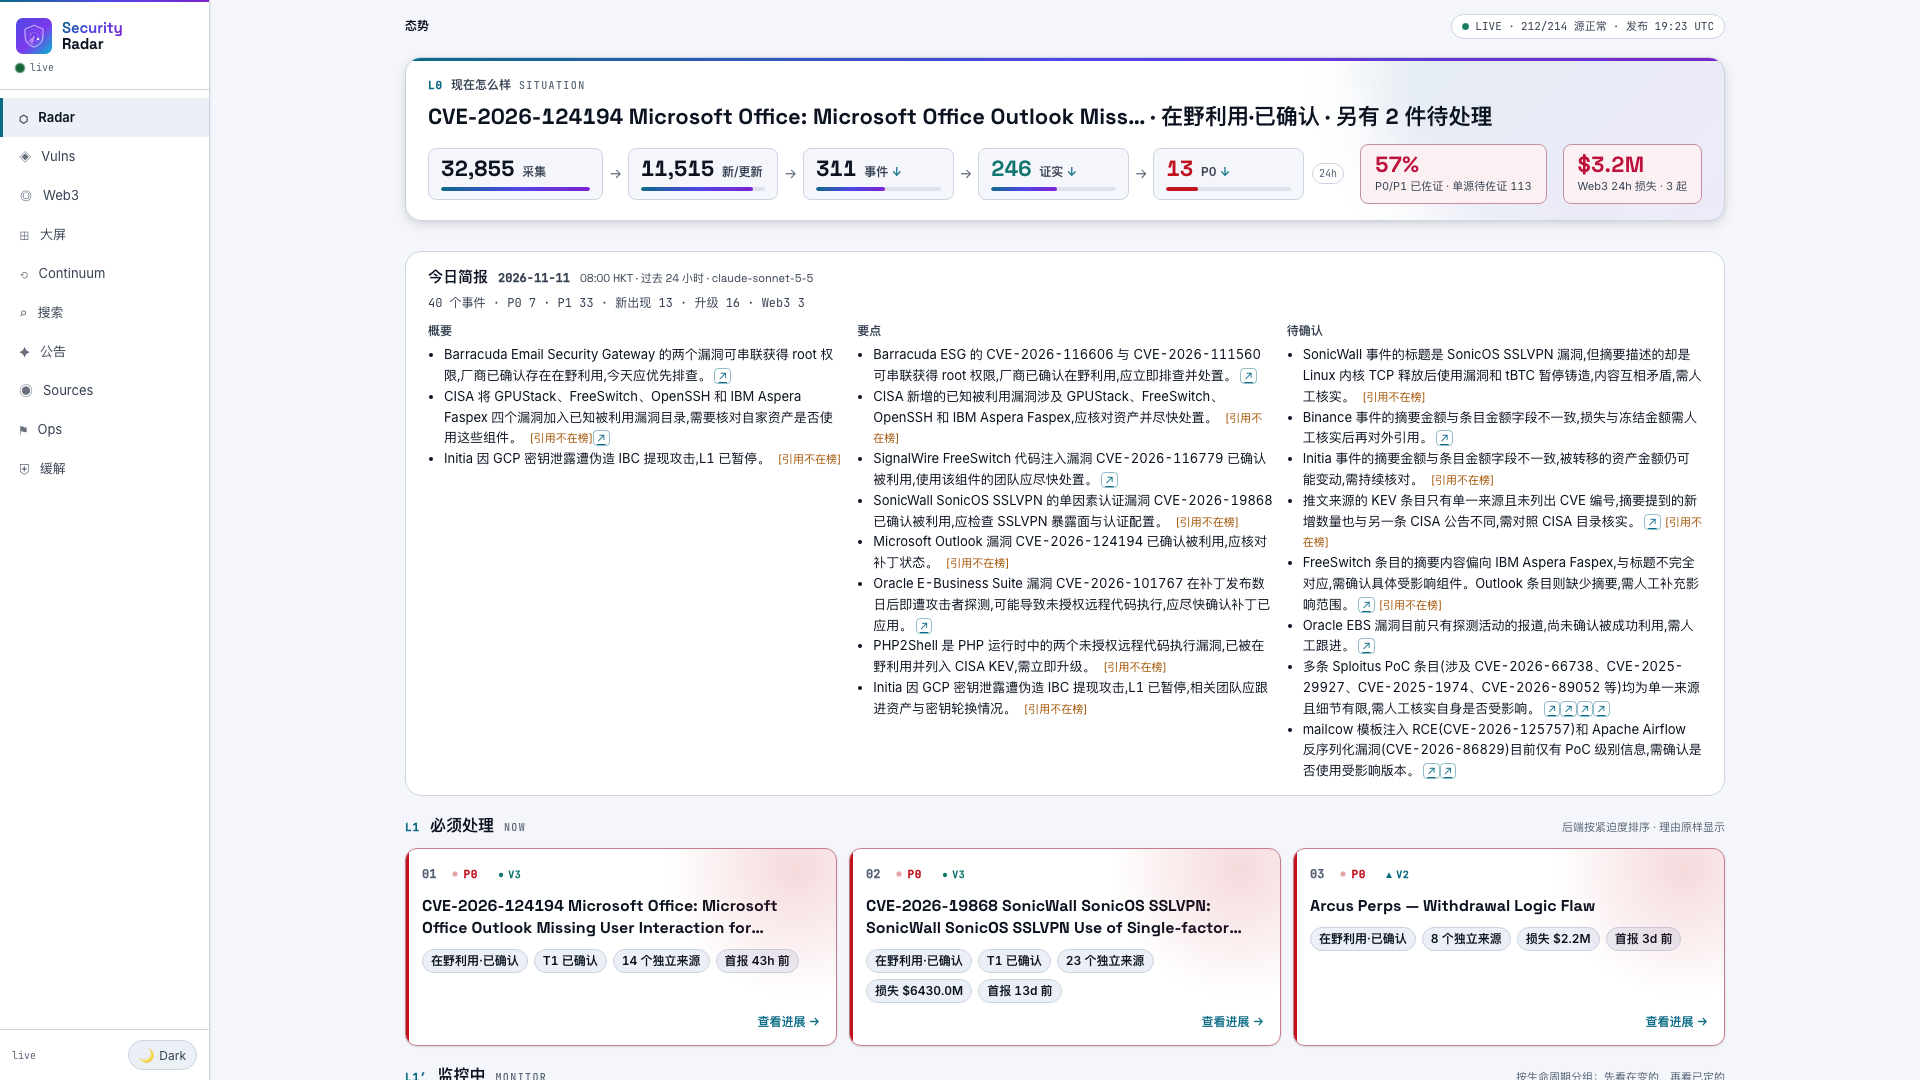 Security
Radar
live
Radar
Vulns
Web3
大屏
Continuum
搜索
公告
Sources
Ops
缓解
live
🌙 Dark
态势
LIVE · 212/214 源正常 · 发布 19:23 UTC
L0 现在怎么样 SITUATION
CVE-2026-124194 Microsoft Office: Microsoft Office Outlook Miss… · 在野利用·已确认 · 另有 2 件待处理
32,855 采集 → 11,515 新/更新 → 311 事件 ↓ → 246 证实 ↓ → 13 P0 ↓ 24h
57%
P0/P1 已佐证 · 单源待佐证 113
$3.2M
Web3 24h 损失 · 3 起
今日简报 2026-11-11 08:00 HKT · 过去 24 小时 · claude-sonnet-5-5
40 个事件 · P0 7 · P1 33 · 新出现 13 · 升级 16 · Web3 3
概要
• Barracuda Email Security Gateway 的两个漏洞可串联获得 root 权
限,厂商已确认存在在野利用,今天应优先排查。 ↗
• CISA 将 GPUStack、FreeSwitch、OpenSSH 和 IBM Aspera
Faspex 四个漏洞加入已知被利用漏洞目录,需要核对自家资产是否使
用这些组件。 [引用不在榜] ↗
• Initia 因 GCP 密钥泄露遭伪造 IBC 提现攻击,L1 已暂停。 [引用不在榜]
要点
• Barracuda ESG 的 CVE-2026-116606 与 CVE-2026-111560
可串联获得 root 权限,厂商已确认在野利用,应立即排查并处置。 ↗
• CISA 新增的已知被利用漏洞涉及 GPUStack、FreeSwitch、
OpenSSH 和 IBM Aspera Faspex,应核对资产并尽快处置。 [引用不
在榜]
• SignalWire FreeSwitch 代码注入漏洞 CVE-2026-116779 已确认
被利用,使用该组件的团队应尽快处置。 ↗
• SonicWall SonicOS SSLVPN 的单因素认证漏洞 CVE-2026-19868
已确认被利用,应检查 SSLVPN 暴露面与认证配置。 [引用不在榜]
• Microsoft Outlook 漏洞 CVE-2026-124194 已确认被利用,应核对
补丁状态。 [引用不在榜]
• Oracle E-Business Suite 漏洞 CVE-2026-101767 在补丁发布数
日后即遭攻击者探测,可能导致未授权远程代码执行,应尽快确认补丁已
应用。 ↗
• PHP2Shell 是 PHP 运行时中的两个未授权远程代码执行漏洞,已被在
野利用并列入 CISA KEV,需立即升级。 [引用不在榜]
• Initia 因 GCP 密钥泄露遭伪造 IBC 提现攻击,L1 已暂停,相关团队应跟
进资产与密钥轮换情况。 [引用不在榜]
待确认
• SonicWall 事件的标题是 SonicOS SSLVPN 漏洞,但摘要描述的却是
Linux 内核 TCP 释放后使用漏洞和 tBTC 暂停铸造,内容互相矛盾,需人
工核实。 [引用不在榜]
• Binance 事件的摘要金额与条目金额字段不一致,损失与冻结金额需人
工核实后再对外引用。 ↗
• Initia 事件的摘要金额与条目金额字段不一致,被转移的资产金额仍可
能变动,需持续核对。 [引用不在榜]
• 推文来源的 KEV 条目只有单一来源且未列出 CVE 编号,摘要提到的新
增数量也与另一条 CISA 公告不同,需对照 CISA 目录核实。 ↗ [引用不
在榜]
• FreeSwitch 条目的摘要内容偏向 IBM Aspera Faspex,与标题不完全
对应,需确认具体受影响组件。Outlook 条目则缺少摘要,需人工补充影
响范围。 ↗ [引用不在榜]
• Oracle EBS 漏洞目前只有探测活动的报道,尚未确认被成功利用,需人
工跟进。 ↗
• 多条 Sploitus PoC 条目(涉及 CVE-2026-66738、CVE-2025-
29927、CVE-2025-1974、CVE-2026-89052 等)均为单一来源
且细节有限,需人工核实自身是否受影响。 ↗ ↗ ↗ ↗
• mailcow 模板注入 RCE(CVE-2026-125757)和 Apache Airflow
反序列化漏洞(CVE-2026-86829)目前仅有 PoC 级别信息,需确认是
否使用受影响版本。 ↗ ↗
L1 必须处理 NOW
后端按紧迫度排序 · 理由原样显示
01 P0 V3
CVE-2026-124194 Microsoft Office: Microsoft
Office Outlook Missing User Interaction for…
在野利用·已确认 T1 已确认 14 个独立来源 首报 43h 前
查看进展 →
02 P0 V3
CVE-2026-19868 SonicWall SonicOS SSLVPN:
SonicWall SonicOS SSLVPN Use of Single-factor…
在野利用·已确认 T1 已确认 23 个独立来源
损失 $6430.0M 首报 13d 前
查看进展 →
03 P0 V2
Arcus Perps — Withdrawal Logic Flaw
在野利用·已确认 8 个独立来源 损失 $2.2M 首报 3d 前
查看进展 →
L1′ 监控中 MONITOR
按生命周期分组：先看在变的，再看已定的